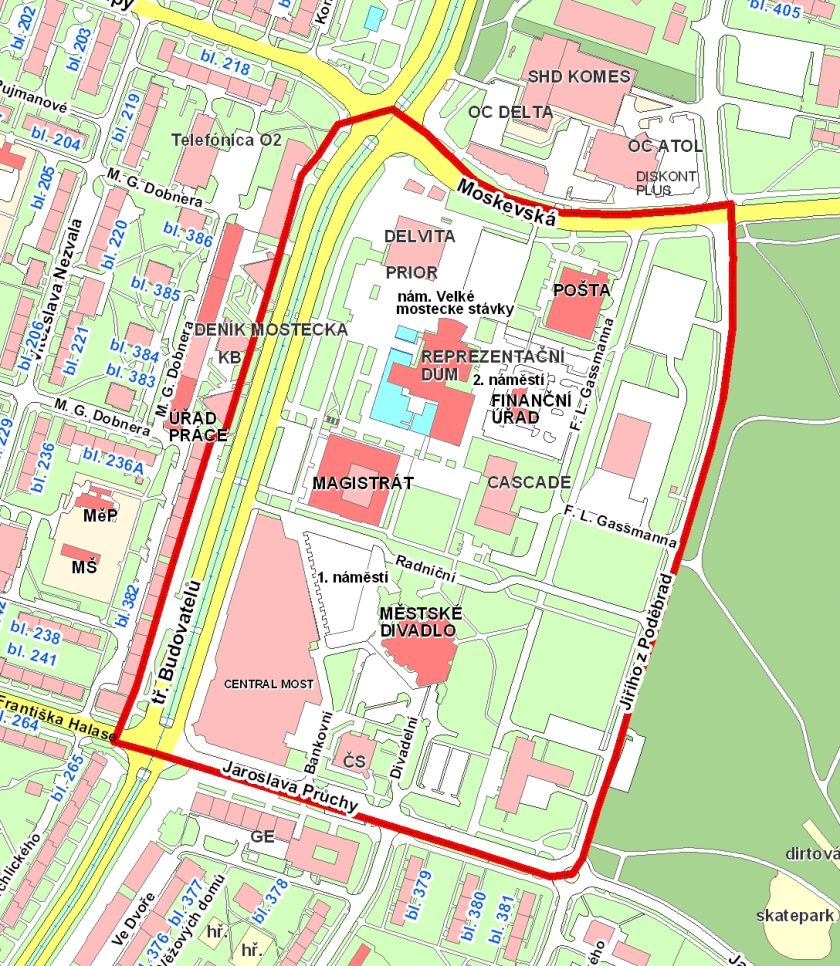 bl. 202
bl. 203
bl. 218
bl. 405
SHD KOMES
OC DELTA
Pujmanové
bl. 219
bl. 204
Telefónica O2
OC ATOL
DISKONT
PLUS
bl. 205
M. G. Dobnera
Moskevská
bl. 220
bl. 386
DELVITA
PRIOR
nám. Velké
mostecke stávky
POŠTA
Vítězslava Nezvala
bl. 385
bl. 206
bl. 221
bl. 384
bl. 383
M. G. Dobnera
DENÍK MOSTECKA
KB
REPREZENTAČNÍ
DŮM
2. náměstí
FINANČNÍ
ÚŘAD
F. L. Gassmanna
M. G. Dobnera
ÚŘAD
PRÁCE
bl. 229
bl. 236
bl. 236A
MAGISTRÁT
CASCADE
MěP
F. L. Gassmanna
MŠ
Radniční
1. náměstí
bl. 382
MĚSTSKÉ
DIVADLO
bl. 238
bl. 241
tř. Budovatelů
Jiřího z Poděbrad
CENTRAL MOST
Františka Halase
bl. 264
Bankovní
Divadelní
ČS
bl. 265
Jaroslava Průchy
GE
dirtová
skatepark
Ve Dvoře
bl. 376
bl. 377
bl. 378
bl. 379
bl. 380
bl. 381
hř.
hř.